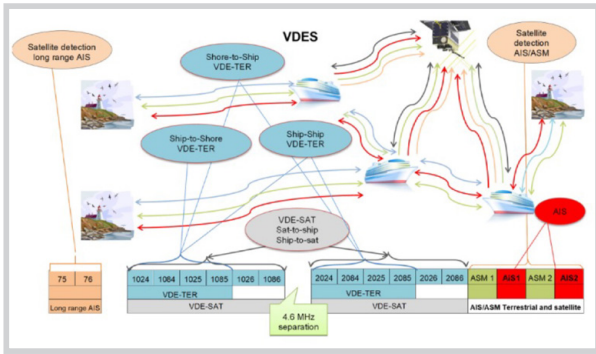 VDES
Satellite detection
long range AIS
Shore-to-Ship
VDE-TER
Satellite
detection
AIS/ASM
Ship-to-Shore
VDE-TER
Ship-Ship
VDE-TER
AIS
VDE-SAT
Sat-to-ship
Ship-to-sat
75 76
Long range AIS
1024 1084 1025 1085 1026 1086
VDE-TER
VDE-SAT
4.6 MHz
separation
2024 2084 2025 2085 2026 2086
VDE-TER
VDE-SAT
ASM 1 AIS1 ASM 2 AIS2
AIS/ASM Terrestrial and satellite